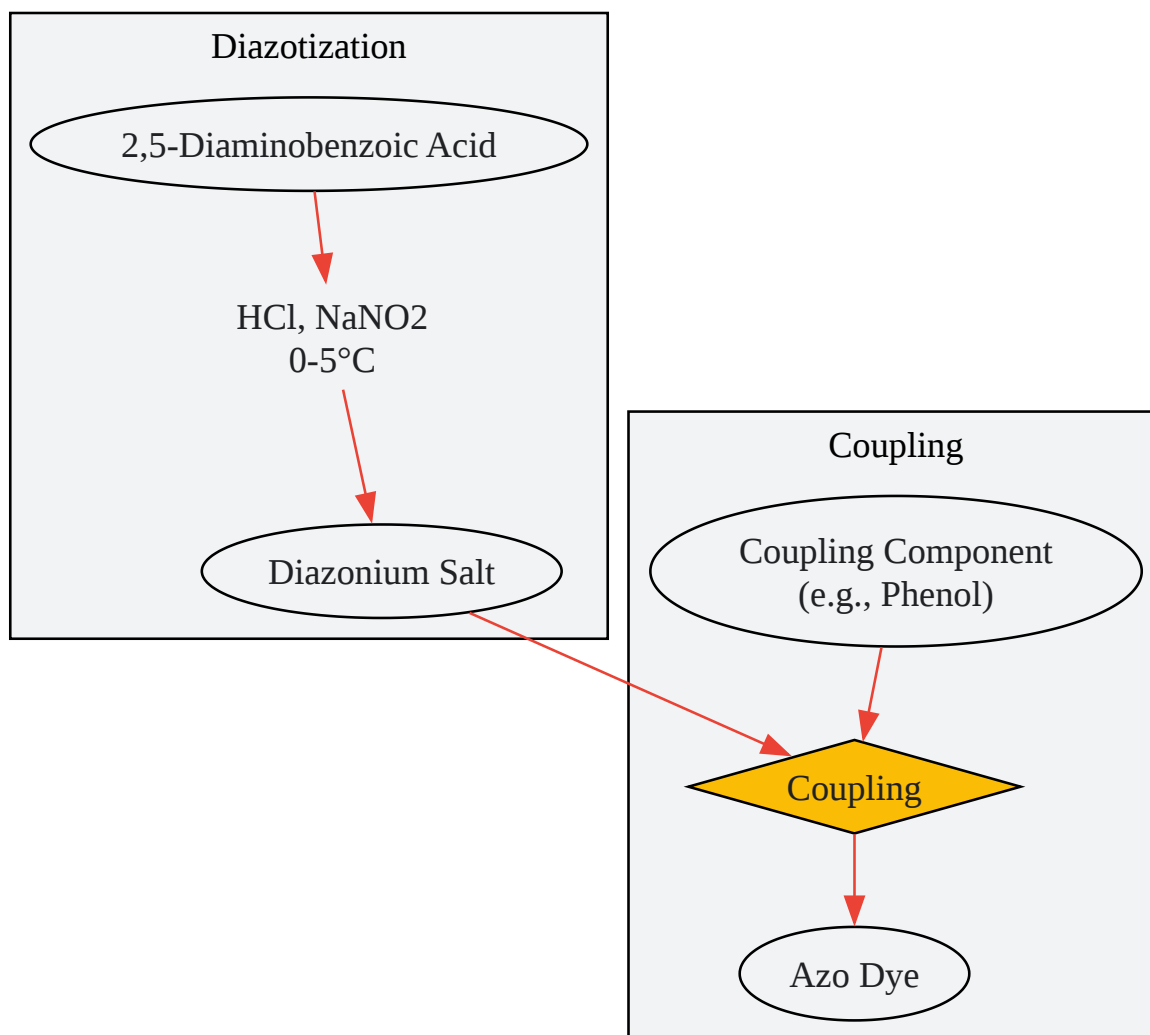 Diazotization
2,5-Diaminobenzoic Acid
HCl, NaNO2
0-5°C
Diazonium Salt
Coupling
Coupling Component
(e.g., Phenol)
Coupling
Azo Dye